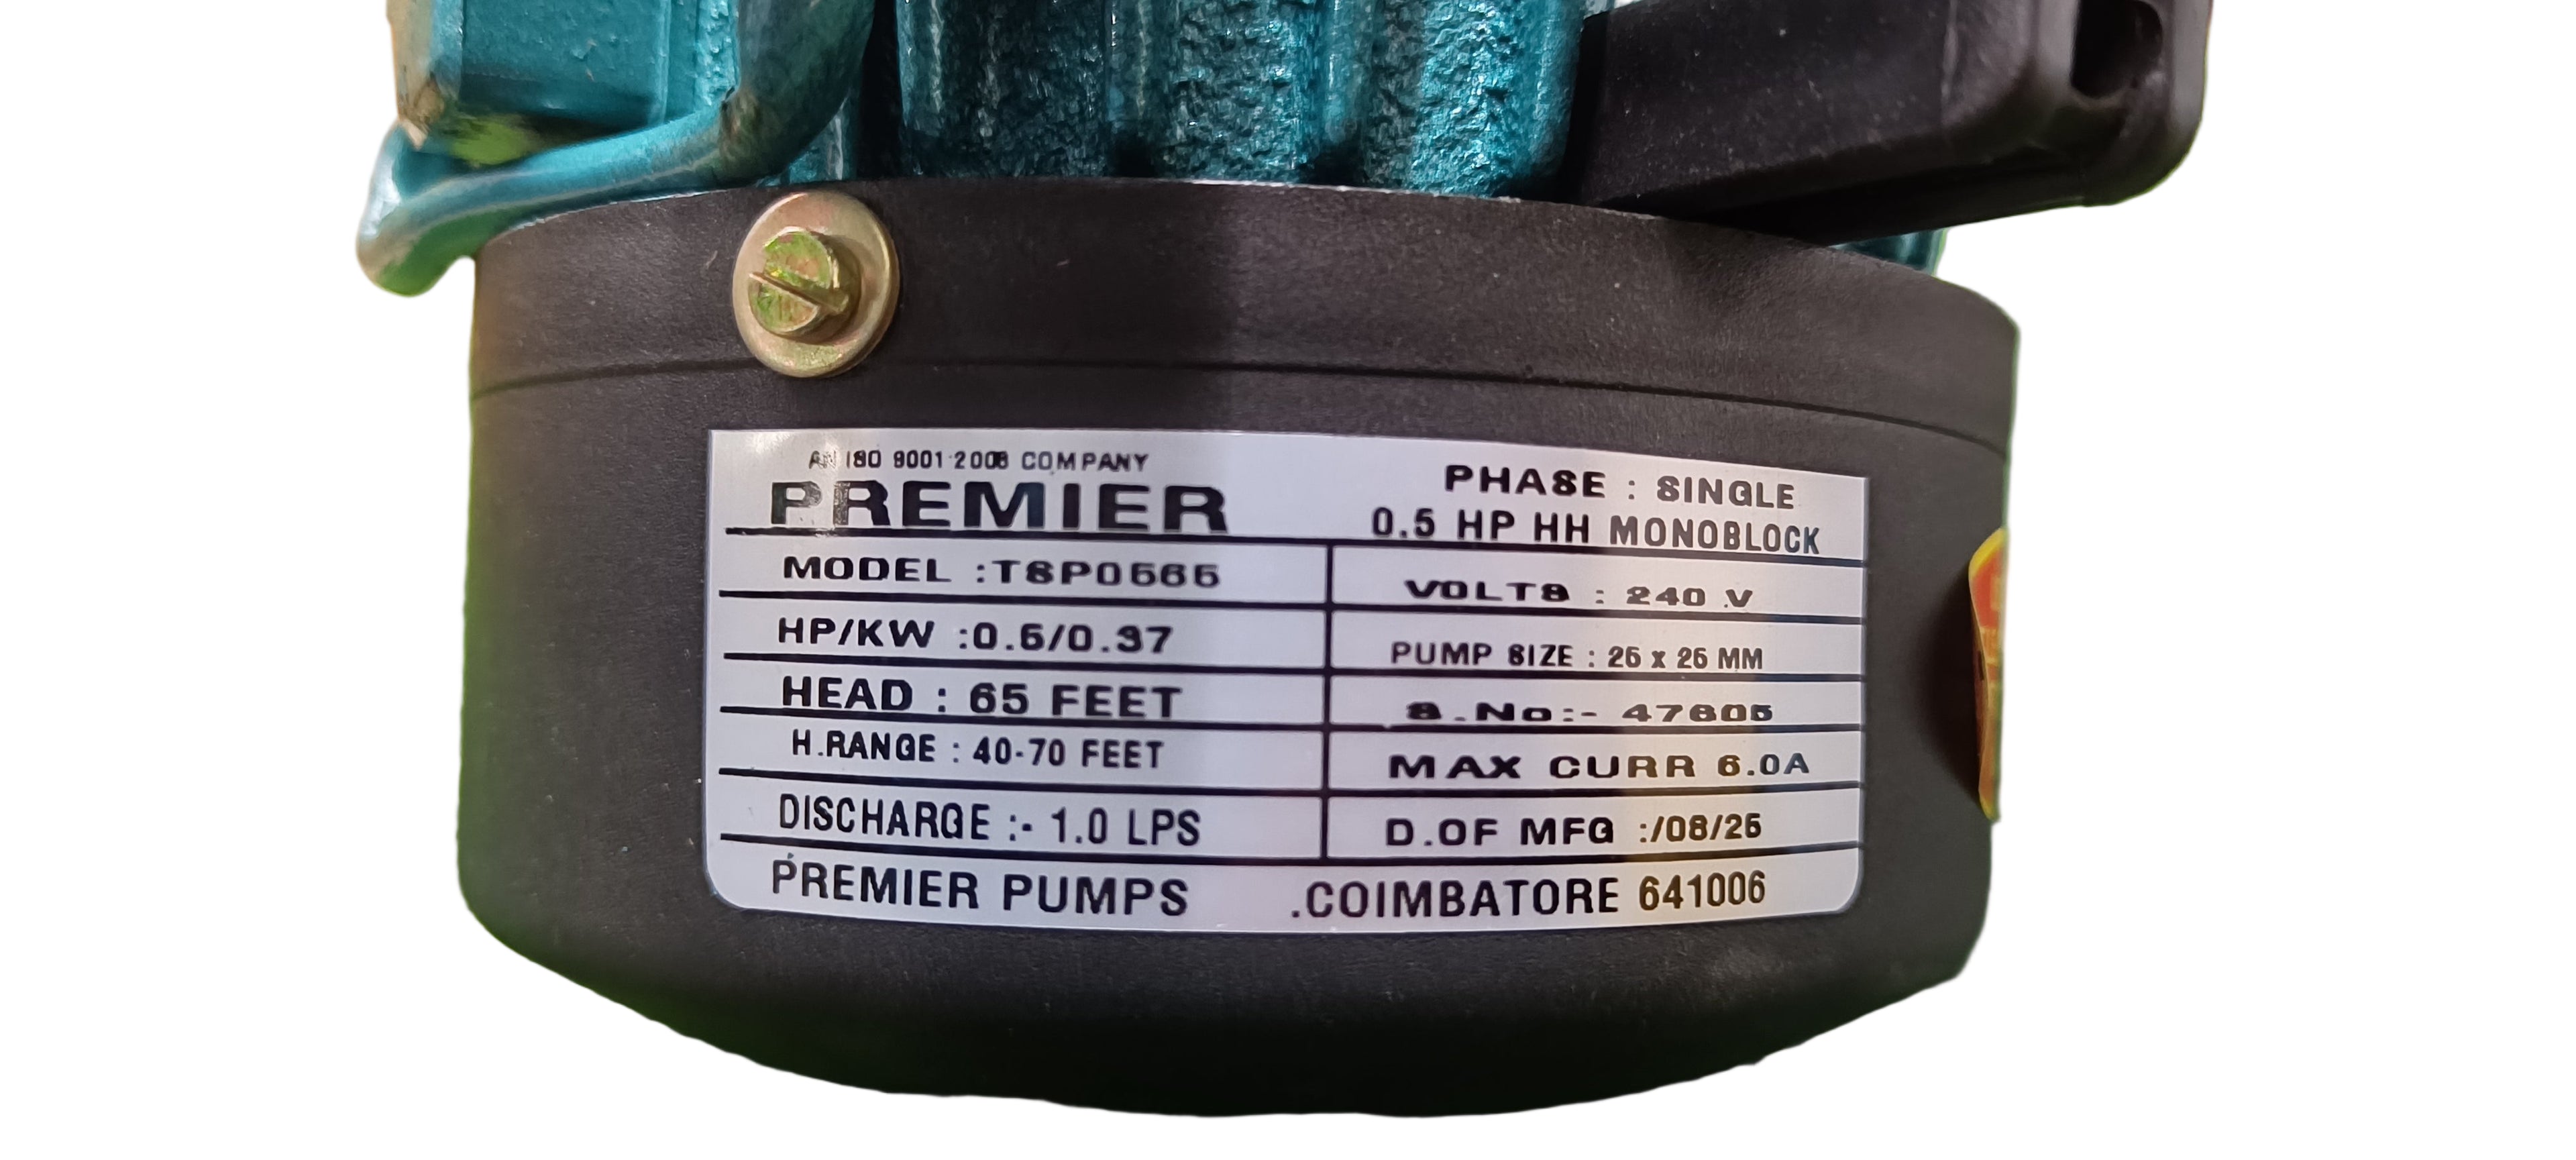 AN ISO 9001:2008 COMPANY
PREMIER
PHASE : SINGLE
0.5 HP HH MONOBLOCK
MODEL :TSP0565
VOLTS : 240 V
HP/KW :0.5/0.37
PUMP SIZE : 25 x 25 MM
HEAD : 65 FEET
S.No:- 47605
H.RANGE : 40-70 FEET
MAX CURR 6.0A
DISCHARGE :- 1.0 LPS
D.OF MFG :/08/25
PREMIER PUMPS .COIMBATORE 641006